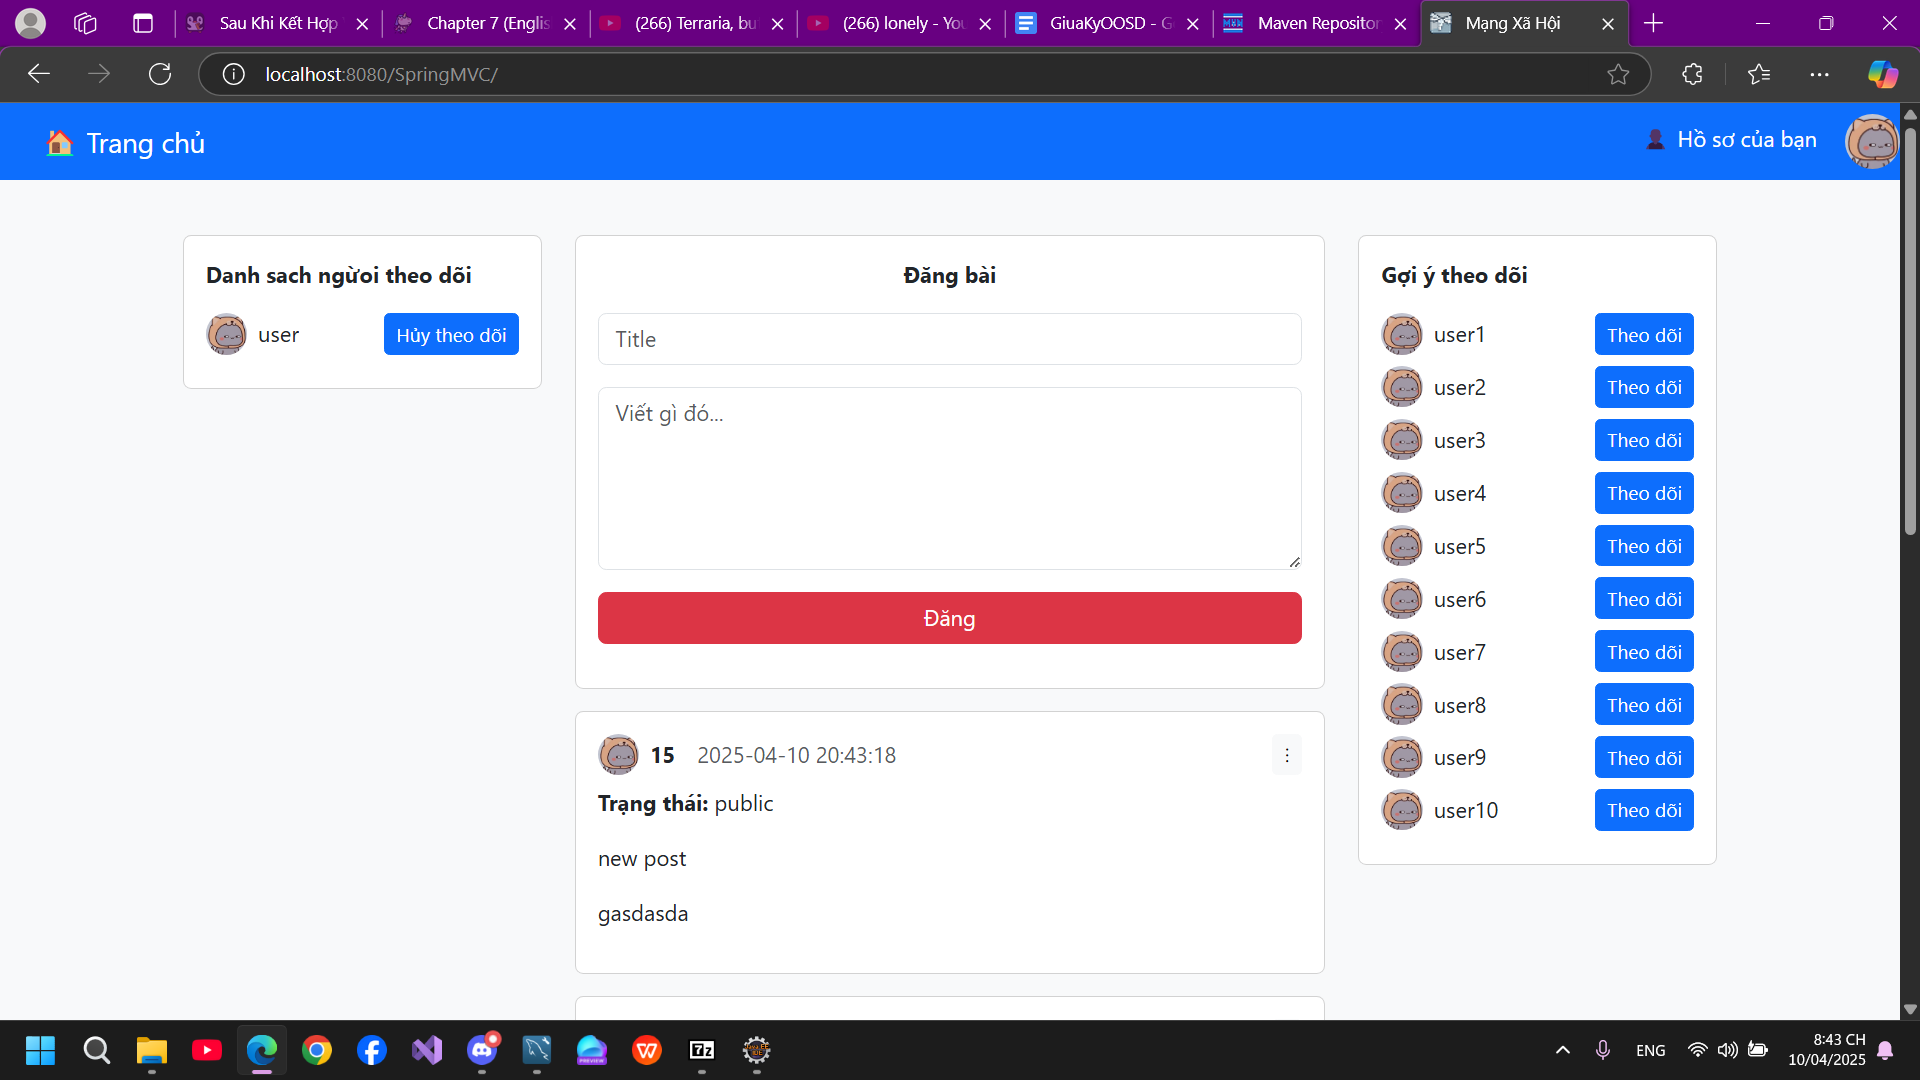 Sau Khi Kết Hợp
Chapter 7 (Englis
(266) Terraria, bu
(266) lonely - You
GiuaKyOOSD - G
Maven Repositor
Mạng Xã Hội
localhost:8080/SpringMVC/
Trang chủ
Hồ sơ của bạn
Danh sach ngừoi theo dõi
user
Hủy theo dõi
Đăng bài
Title
Viết gì đó...
Đăng
15 2025-04-10 20:43:18
Trạng thái: public
new post
gasdasda
Gợi ý theo dõi
user1 Theo dõi
user2 Theo dõi
user3 Theo dõi
user4 Theo dõi
user5 Theo dõi
user6 Theo dõi
user7 Theo dõi
user8 Theo dõi
user9 Theo dõi
user10 Theo dõi
PREVIEW
W
7z
ENG
8:43 CH
10/04/2025